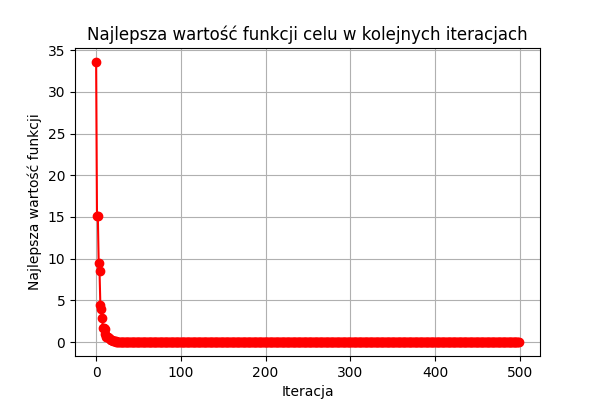 Najlepsza wartość funkcji celu w kolejnych iteracjach
Najlepsza wartość funkcji
35
30
25
20
15
10
5
0
0 100 200 300 400 500
Iteracja